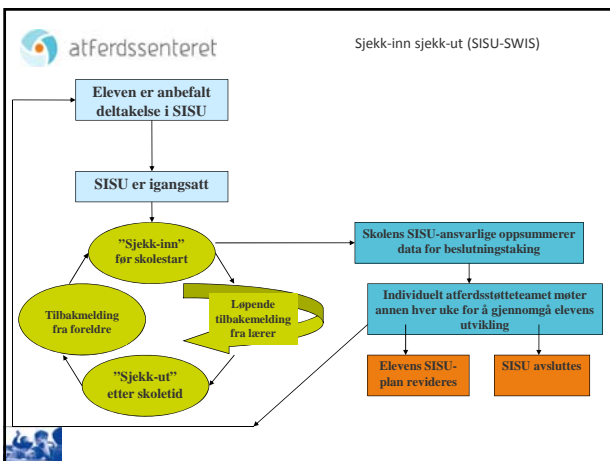 atferdssenteret
Sjekk-inn sjekk-ut (SISU-SWIS)
Eleven er anbefalt
deltakelse i SISU
SISU er igangsatt
”Sjekk-inn”
før skolestart
Løpende
tilbakemelding
fra lærer
”Sjekk-ut”
etter skoletid
Tilbakmelding
fra foreldre
Skolens SISU-ansvarlige oppsummerer
data for beslutningstaking
Individuelt atferdsstøtteteamet møter
annen hver uke for å gjennomgå elevens
utvikling
Elevens SISU-
plan revideres
SISU avsluttes